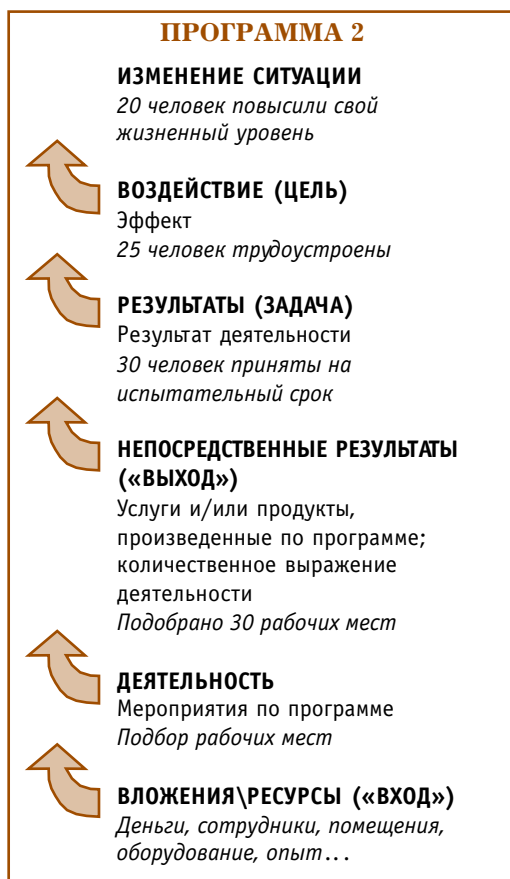 ПРОГРАММА 2
ИЗМЕНЕНИЕ СИТУАЦИИ
20 человек повысили свой
жизненный уровень
ВОЗДЕЙСТВИЕ (ЦЕЛЬ)
Эффект
25 человек трудоустроены
РЕЗУЛЬТАТЫ (ЗАДАЧА)
Результат деятельности
30 человек приняты на
испытательный срок
НЕПОСРЕДСТВЕННЫЕ РЕЗУЛЬТАТЫ
(«ВЫХОД»)
Услуги и/или продукты,
произведенные по программе;
количественное выражение
деятельности
Подобрано 30 рабочих мест
ДЕЯТЕЛЬНОСТЬ
Мероприятия по программе
Подбор рабочих мест
ВЛОЖЕНИЯ\РЕСУРСЫ («ВХОД»)
Деньги, сотрудники, помещения,
оборудование, опыт...